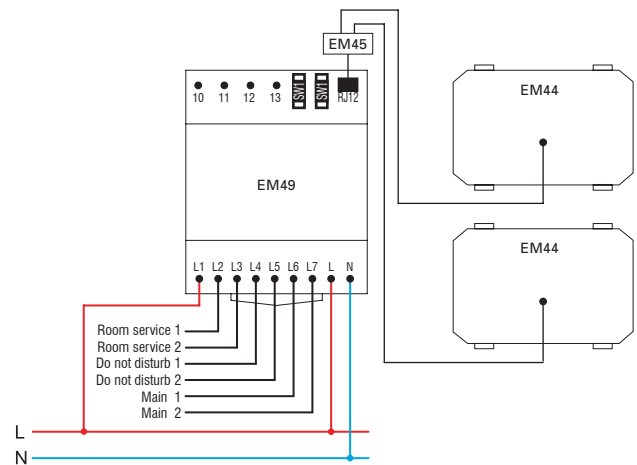 EM45
EM44
10 11 12 13 SW1 SW1 RJ12
EM49
EM44
L1 L2 L3 L4 L5 L6 L7 L N
Room service 1
Room service 2
Do not disturb 1
Do not disturb 2
Main 1
Main 2
L
N